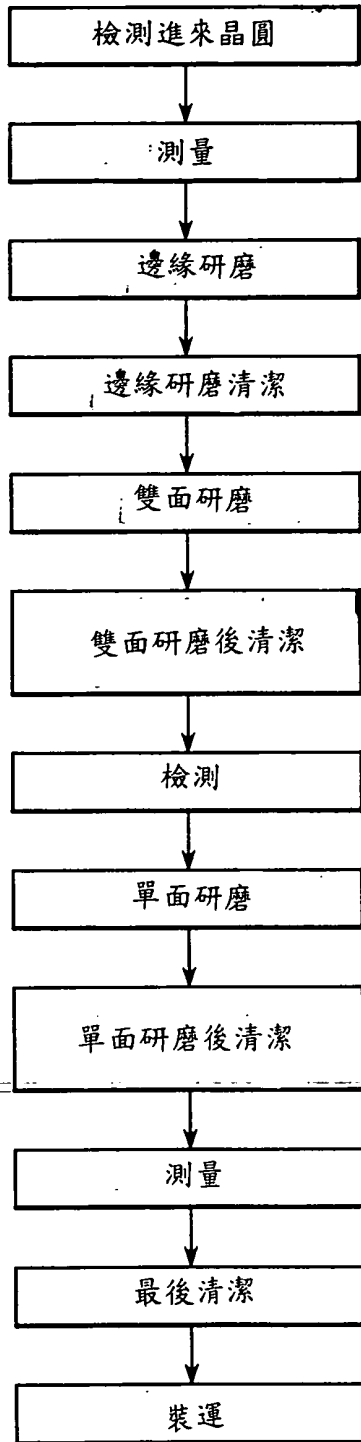 檢測進來晶圓
測量
邊緣研磨
邊緣研磨清潔
雙面研磨
雙面研磨後清潔
檢測
單面研磨
單面研磨後清潔
測量
最後清潔
裝運